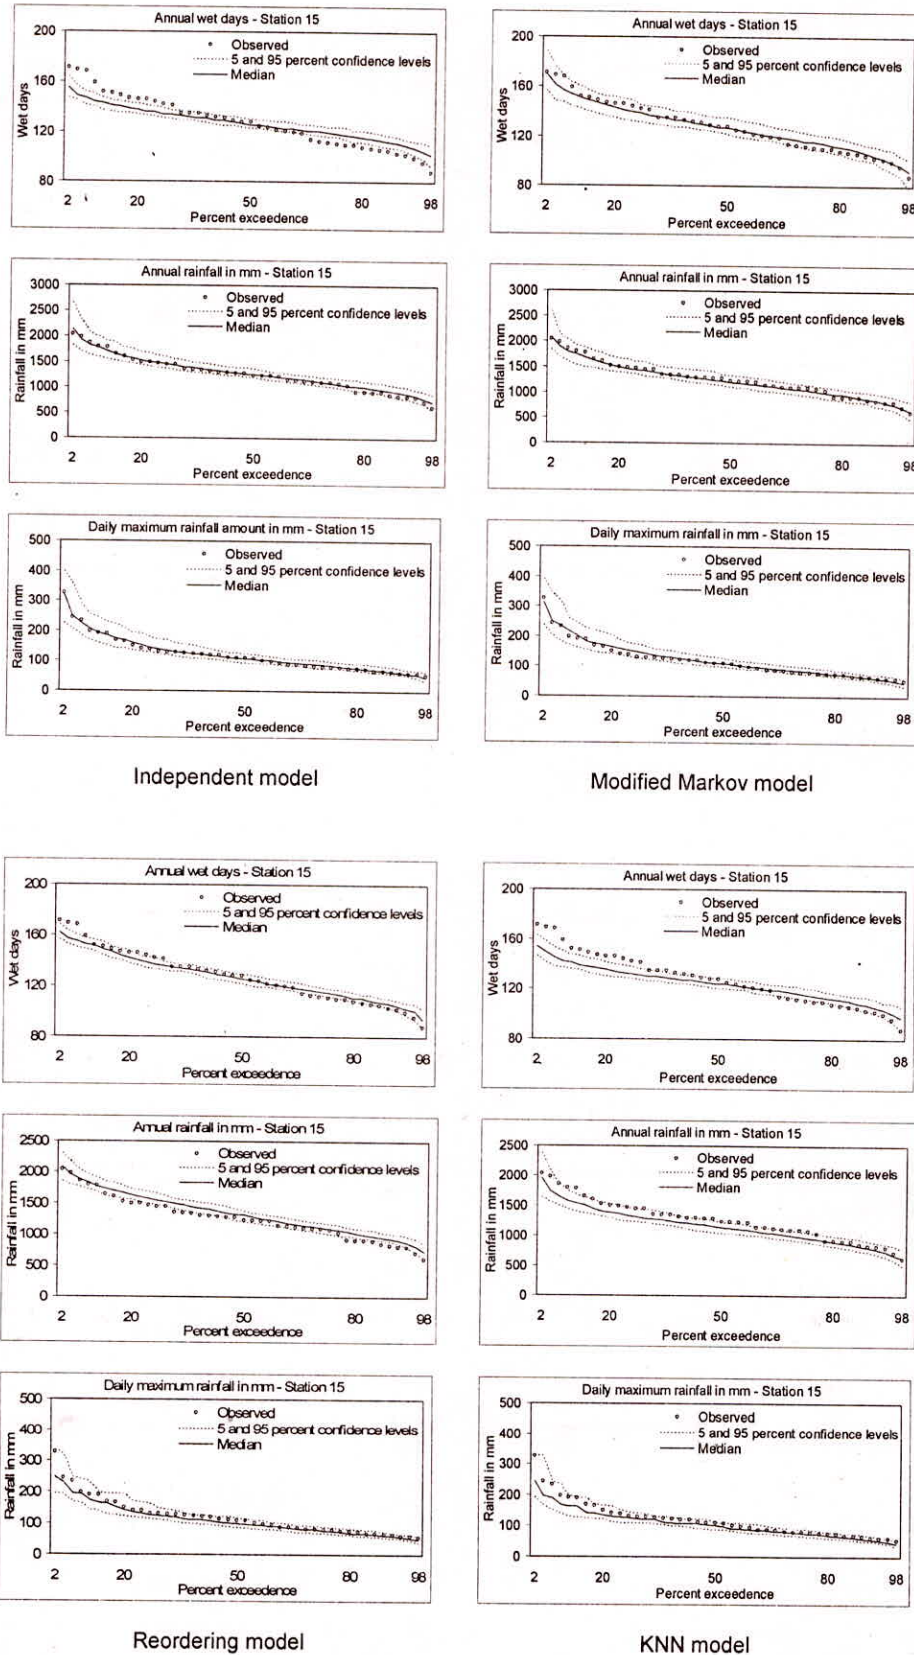 Annual wet days - Station 15
200
160
120
80
Wet days
Observed
5 and 95 percent confidence levels
Median
2 20 50 80 98
Percent exceedence
Annual rainfall in mm - Station 15
3000
2500
2000
1500
1000
500
0
Rainfall in mm
Observed
5 and 95 percent confidence levels
Median
2 20 50 80 98
Percent exceedence
Daily maximum rainfall amount in mm - Station 15
500
400
300
200
100
0
Rainfall in mm
Observed
5 and 95 percent confidence levels
Median
2 20 50 80 98
Percent exceedence
Independent model
Annual wet days - Station 15
200
160
120
80
Wet days
Observed
5 and 95 percent confidence levels
Median
2 20 50 80 98
Percent exceedence
Annual rainfall in mm - Station 15
3000
2500
2000
1500
1000
500
0
Rainfall in mm
Observed
5 and 95 percent confidence levels
Median
2 20 50 80 98
Percent exceedence
Daily maximum rainfall in mm - Station 15
500
400
300
200
100
0
Rainfall in mm
Observed
5 and 95 percent confidence levels
Median
2 20 50 80 98
Percent exceedence
Modified Markov model
Annual wet days - Station 15
200
160
120
80
Wet days
Observed
5 and 95 percent confidence levels
Median
2 20 50 80 98
Percent exceedence
Annual rainfall in mm - Station 15
2500
2000
1500
1000
500
0
Rainfall in mm
Observed
5 and 95 percent confidence levels
Median
2 20 50 80 98
Percent exceedence
Daily maximum rainfall in mm - Station 15
500
400
300
200
100
0
Rainfall in mm
Observed
5 and 95 percent confidence levels
Median
2 20 50 80 98
Percent exceedence
Reordering model
Annual wet days - Station 15
200
160
120
80
Wet days
Observed
5 and 95 percent confidence levels
Median
2 20 50 80 98
Percent exceedence
Annual rainfall in mm - Station 15
2500
2000
1500
1000
500
0
Rainfall in mm
Observed
5 and 95 percent confidence levels
Median
2 20 50 80 98
Percent exceedence
Daily maximum rainfall in mm - Station 15
500
400
300
200
100
0
Rainfall in mm
Observed
5 and 95 percent confidence levels
Median
2 20 50 80 98
Percent exceedence
KNN model